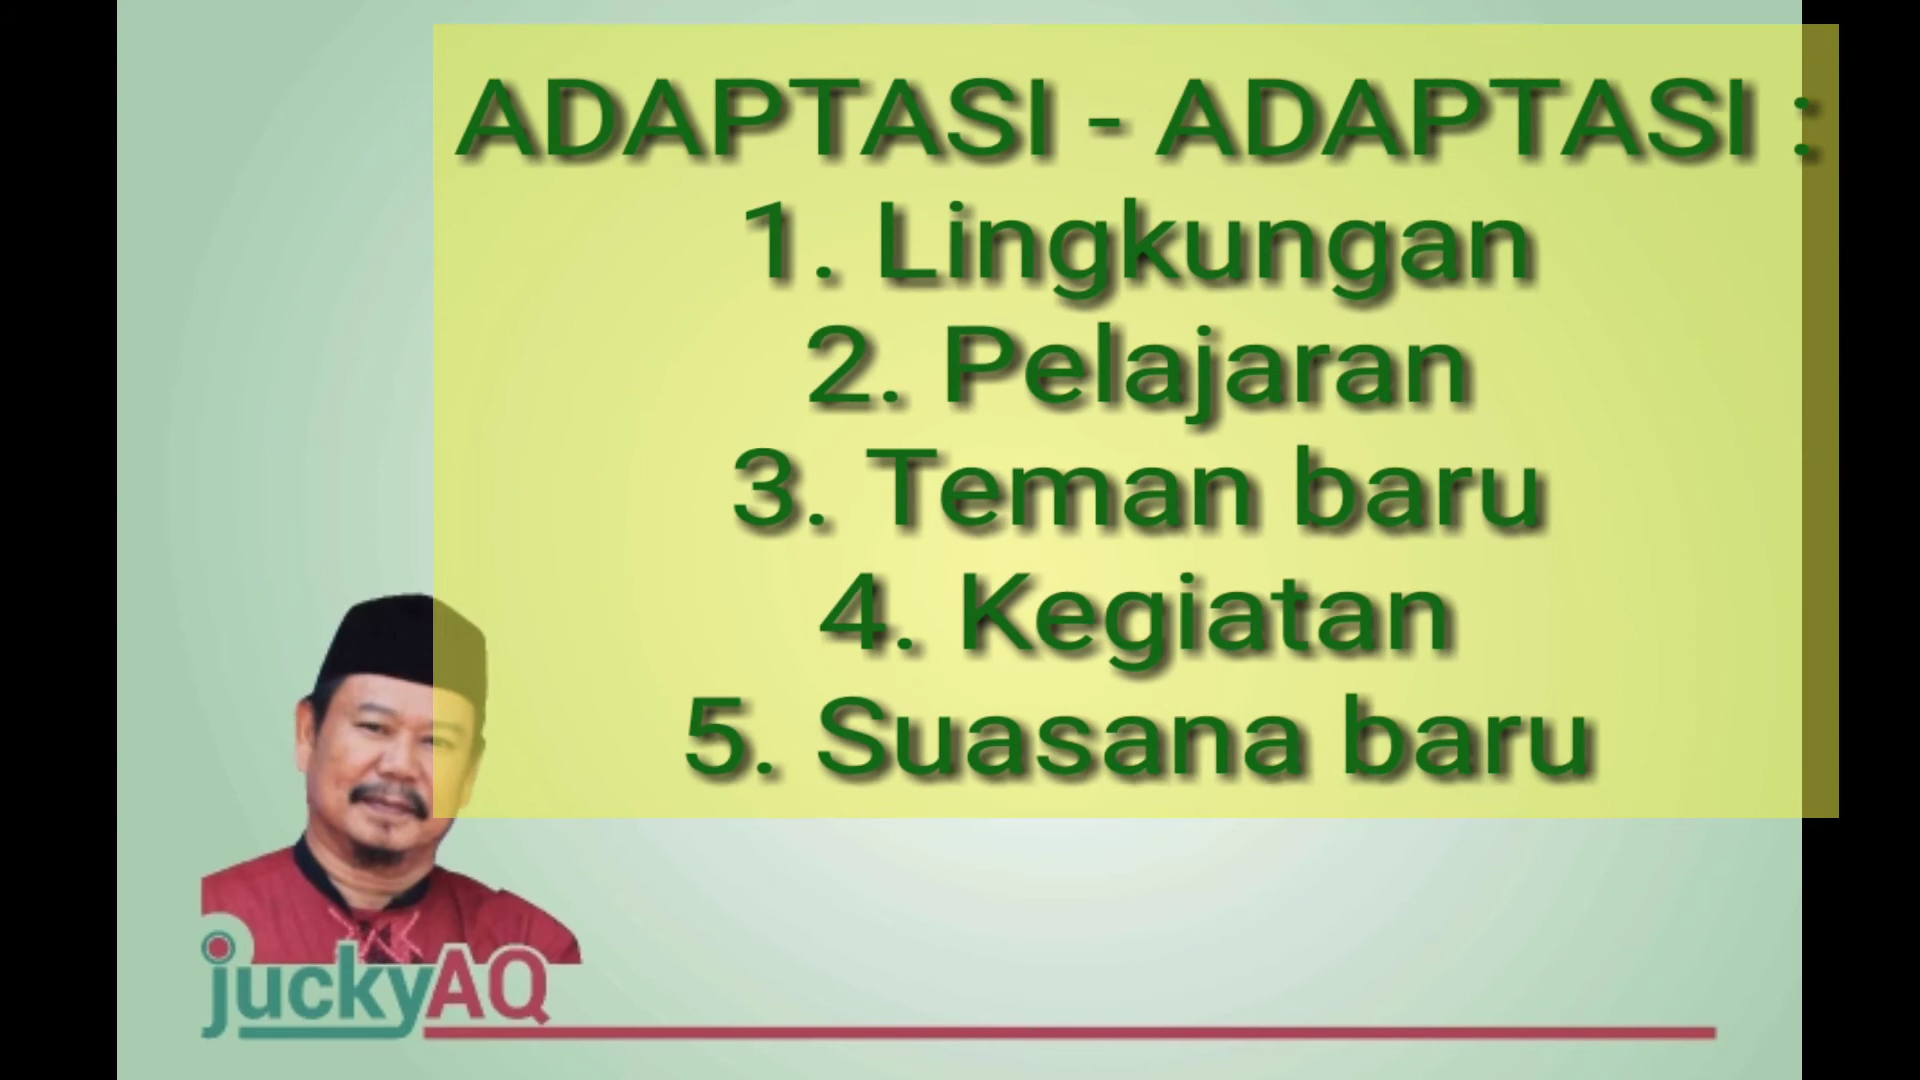 ADAPTASI - ADAPTASI :
1. Lingkungan
2. Pelajaran
3. Teman baru
4. Kegiatan
5. Suasana baru
juckyAQ